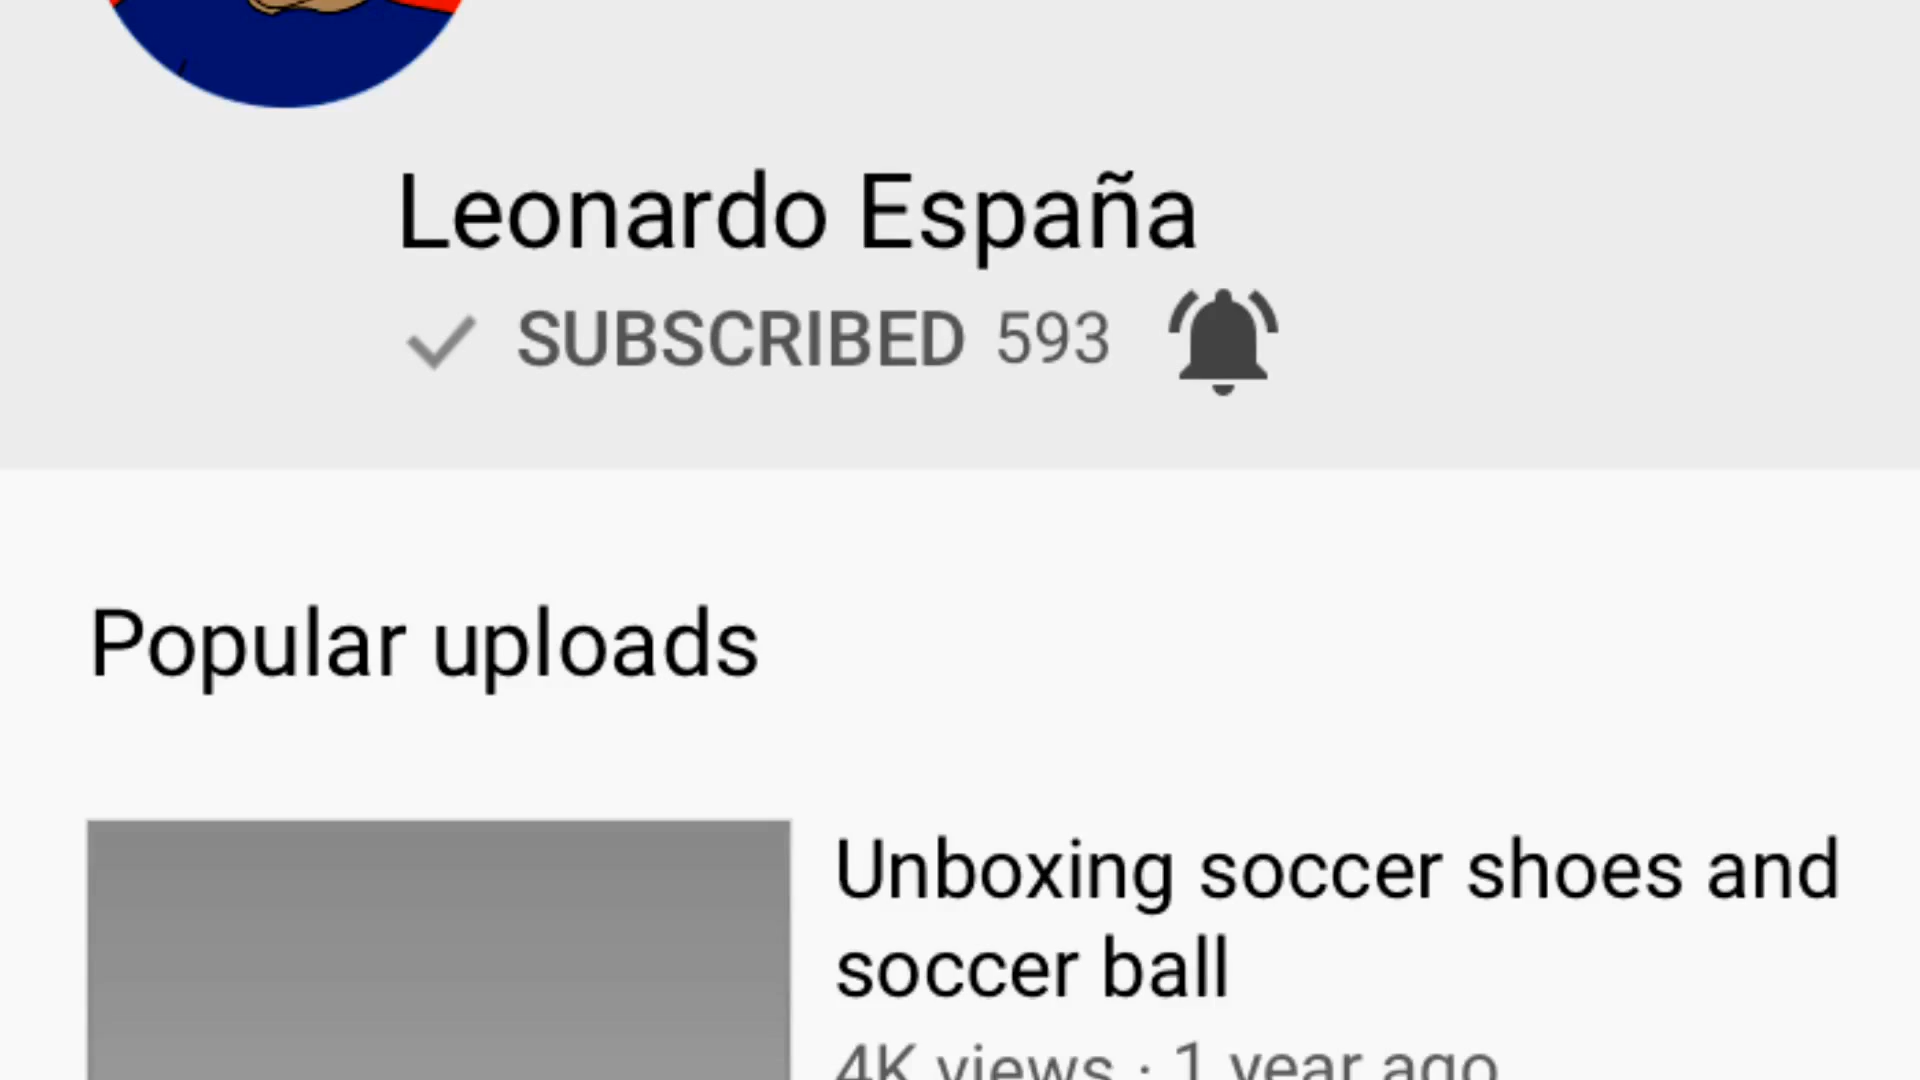 Leonardo España
SUBSCRIBED 593
Popular uploads
Unboxing soccer shoes and
soccer ball
4K views · 1 year ago